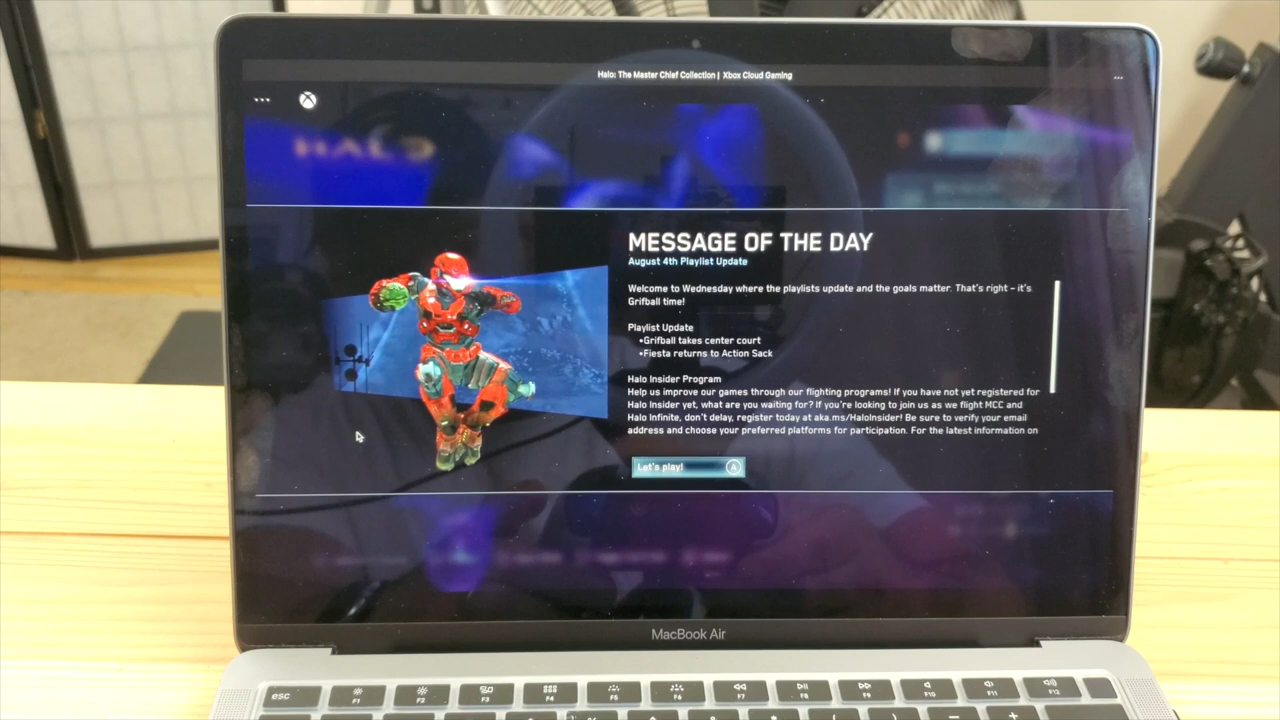 Halo: The Master Chief Collection | Xbox Cloud Gaming
HALO
MESSAGE OF THE DAY
August 4th Playlist Update
Welcome to Wednesday where the playlists update and the goals matter. That's right – it's
Grifball time!
Playlist Update
•Grifball takes center court
•Fiesta returns to Action Sack
Halo Insider Program
Help us improve our games through our flighting programs! If you have not yet registered for
Halo Insider yet, what are you waiting for? If you're looking to join us as we flight MCC and
Halo Infinite, don't delay, register today at aka.ms/HaloInsider! Be sure to verify your email
address and choose your preferred platforms for participation. For the latest information on
Let's play! A
MacBook Air
esc F1 F2 F3 F4 F5 F6 F7 F8 F9 F10 F11 F12